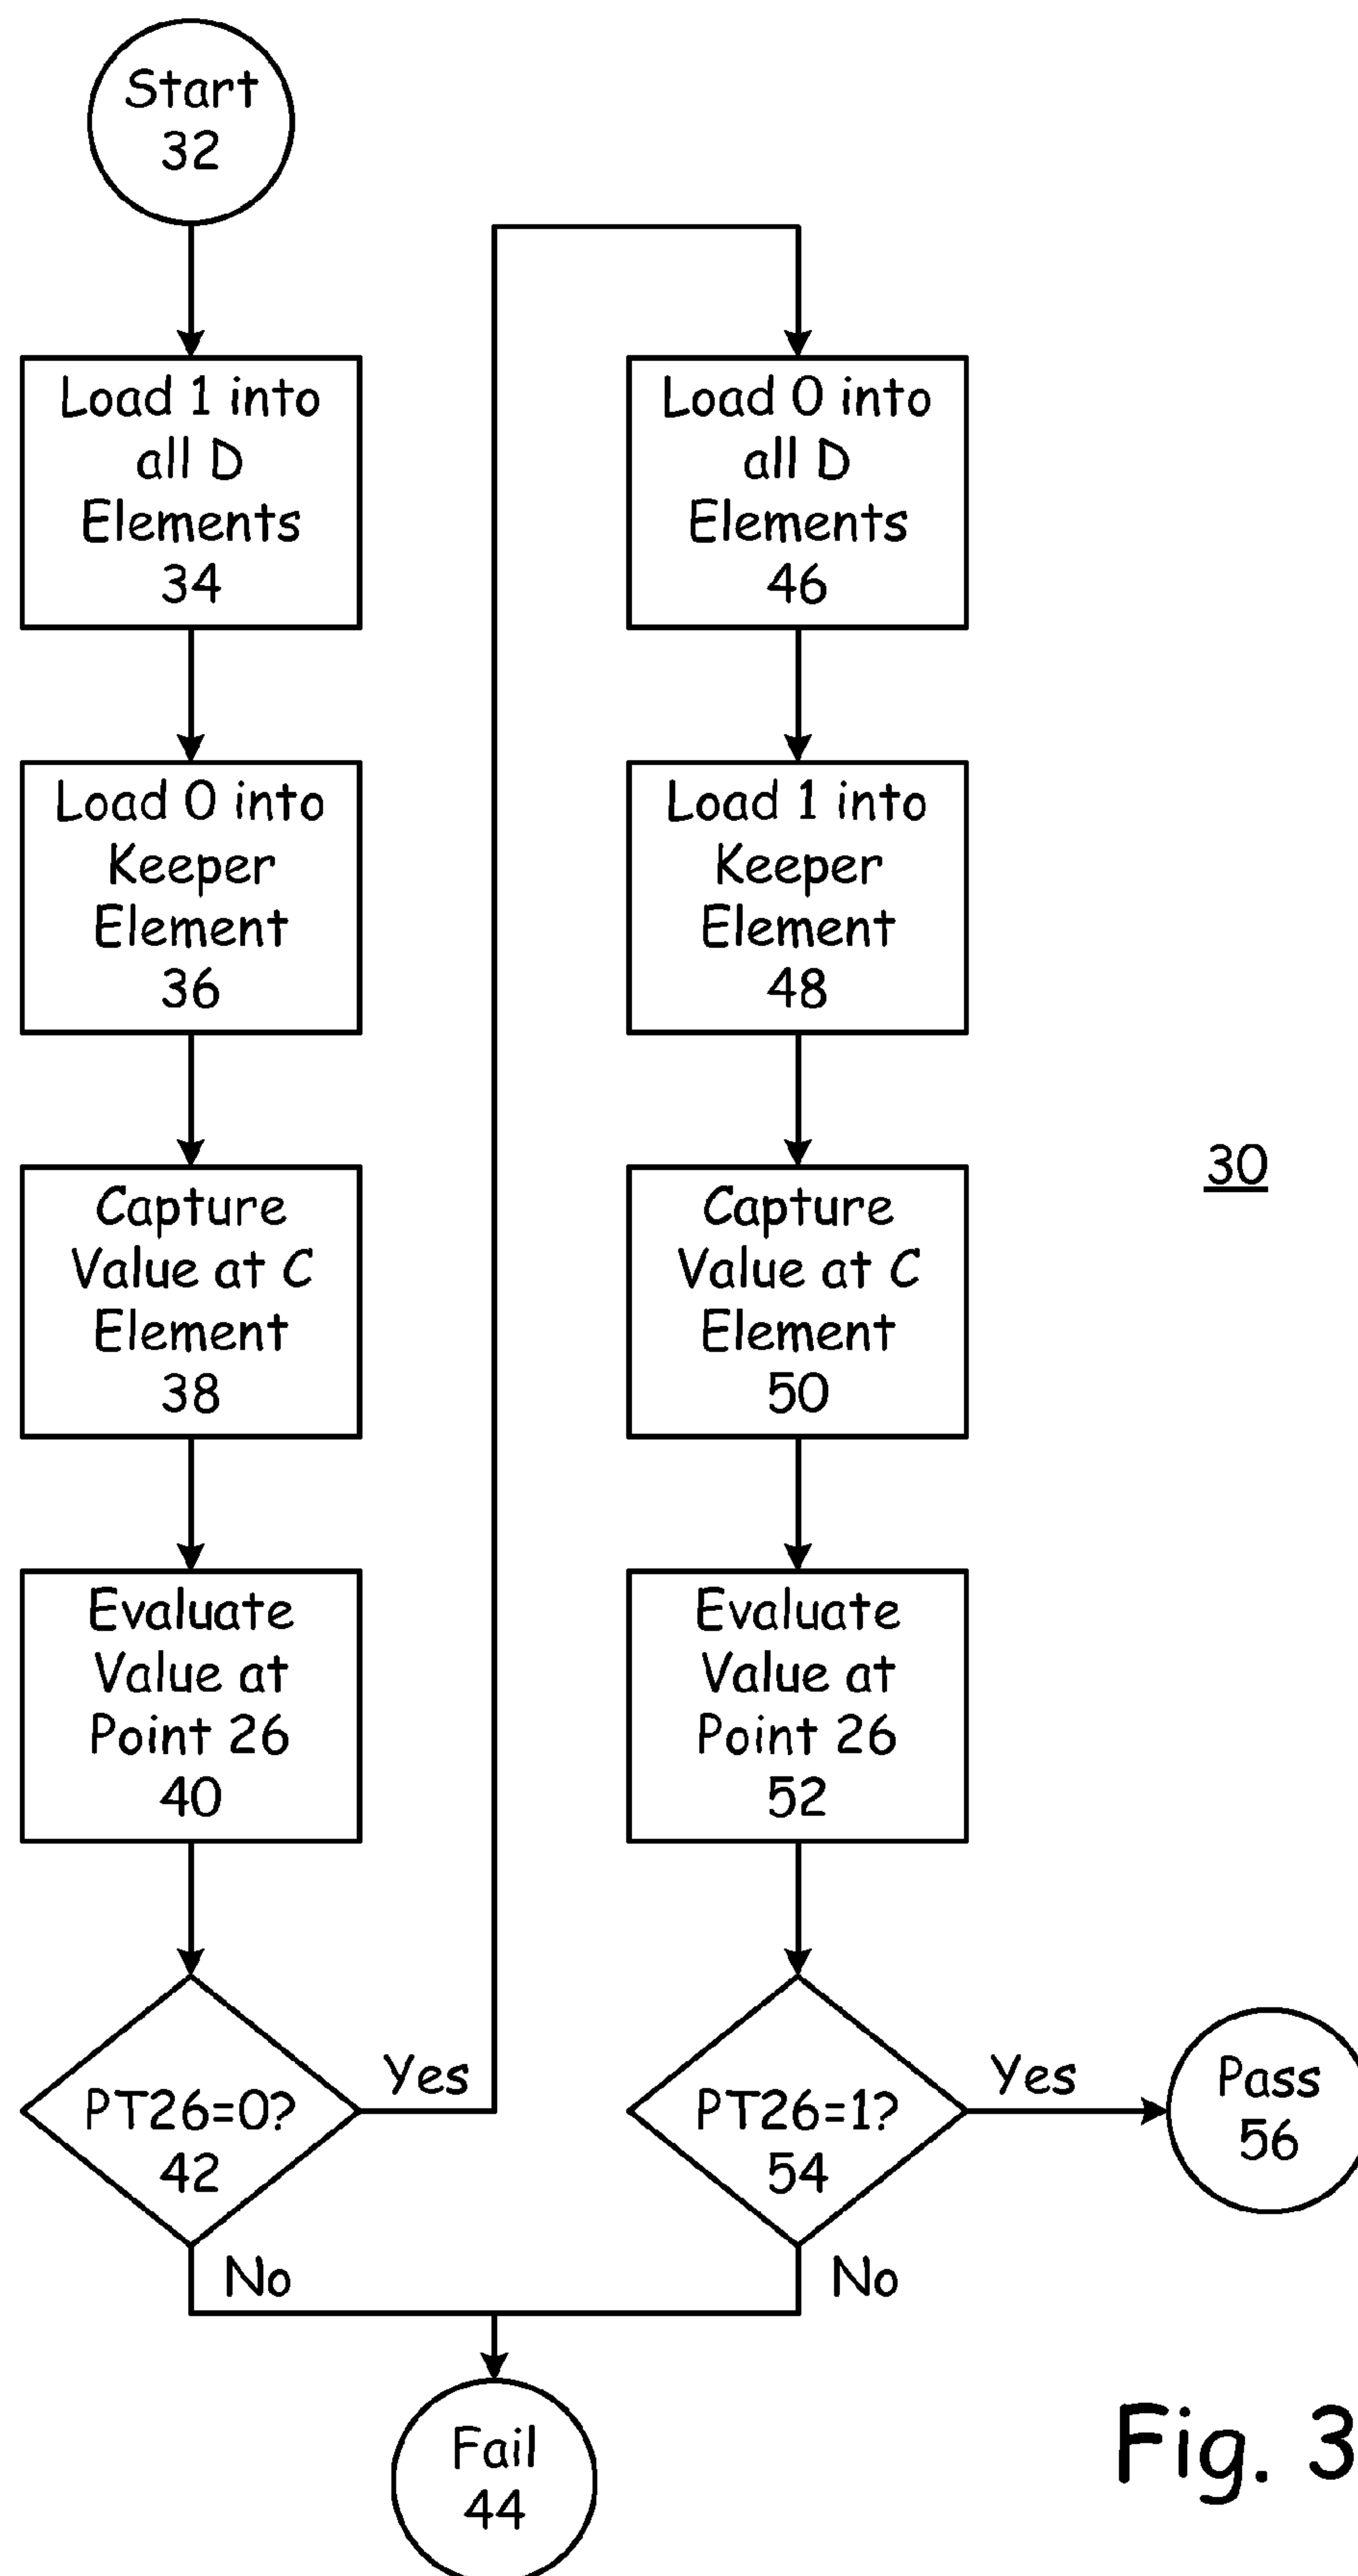 Start
32
Load 1 into
all D
Elements
34
Load 0 into
Keeper
Element
36
Capture
Value at C
Element
38
Evaluate
Value at
Point 26
40
PT26=0?
42
Yes
No
Load 0 into
all D
Elements
46
Load 1 into
Keeper
Element
48
Capture
Value at C
Element
50
Evaluate
Value at
Point 26
52
PT26=1?
54
Yes
No
Pass
56
Fail
44
30
Fig. 3